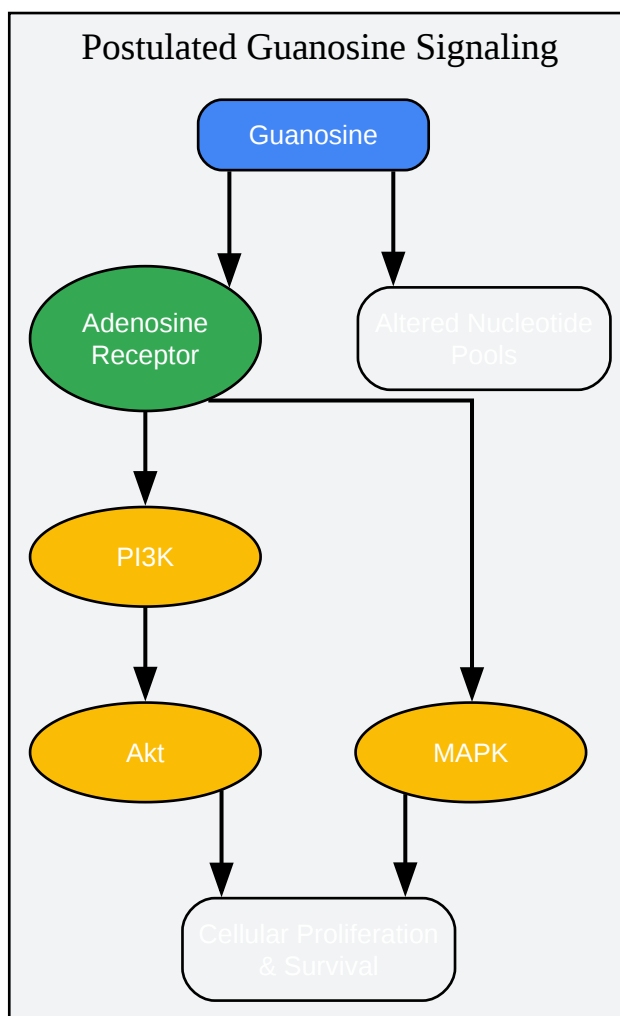 Postulated Guanosine Signaling
Guanosine
Adenosine
Receptor
Altered Nucleotide
Pools
PI3K
Akt
MAPK
Cellular Proliferation
& Survival